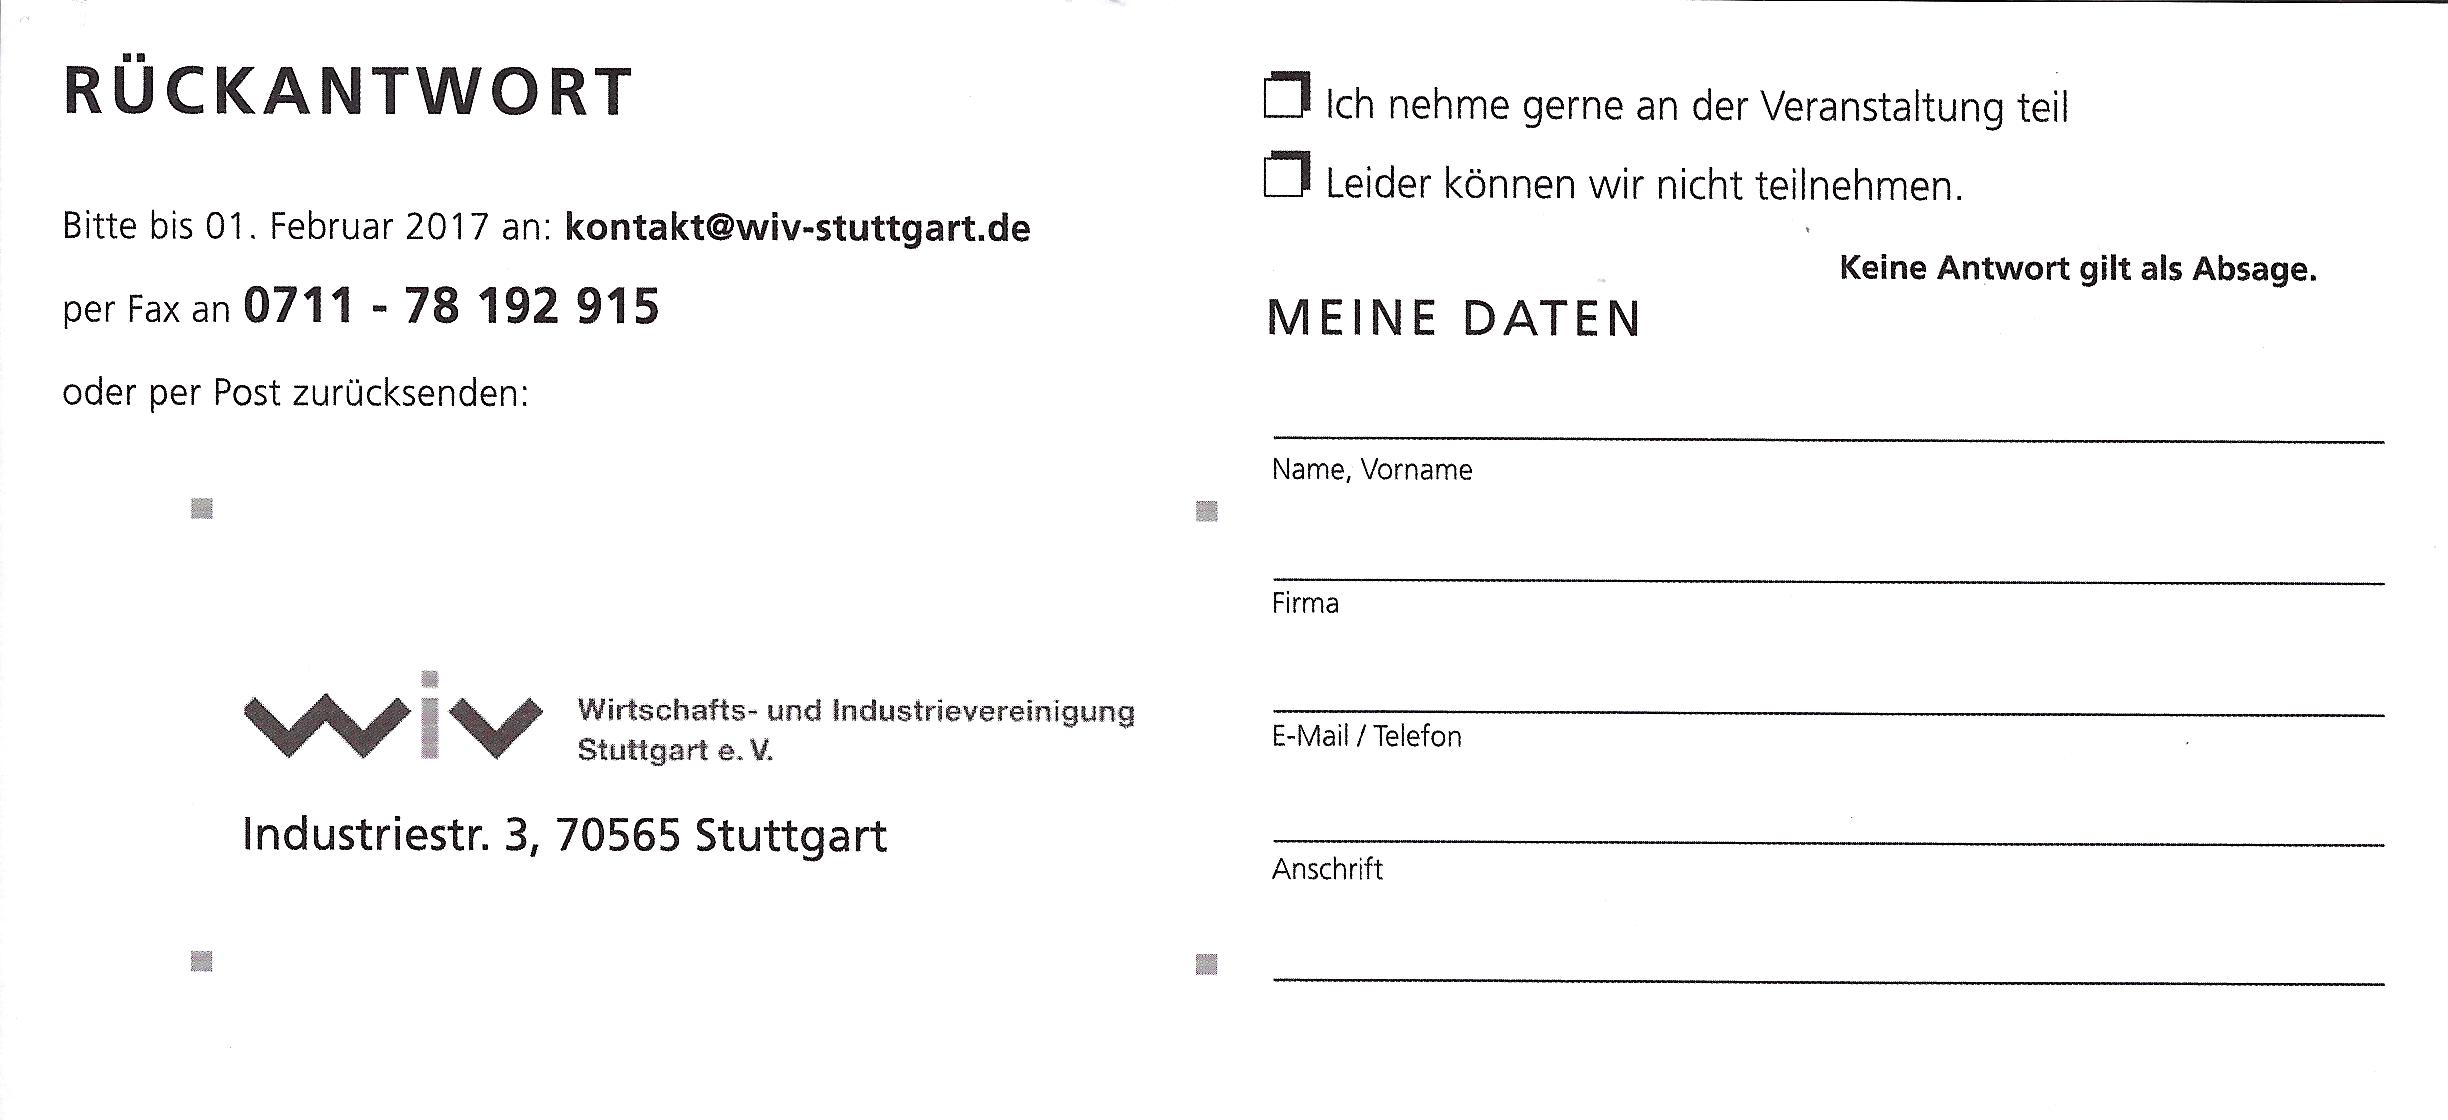 RÜCKANTWORT
Bitte bis 01. Februar 2017 an: kontakt@wiv-stuttgart.de
per Fax an 0711 - 78 192 915
oder per Post zurücksenden:
wiv
Wirtschafts- und Industrievereinigung
Stuttgart e. V.
Industriestr. 3, 70565 Stuttgart
Ich nehme gerne an der Veranstaltung teil
Leider können wir nicht teilnehmen.
Keine Antwort gilt als Absage.
MEINE DATEN
Name, Vorname
Firma
E-Mail / Telefon
Anschrift